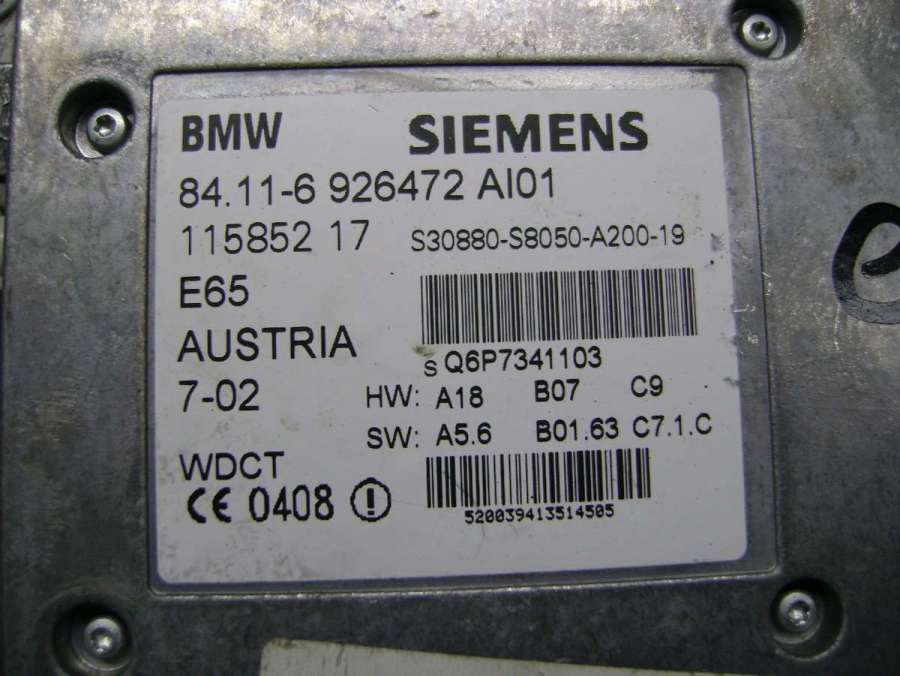 BMW SIEMENS
84.11-6 926472 AI01
115852 17 S30880-S8050-A200-19
E65
AUSTRIA
S Q6P7341103
7-02 HW: A18 B07 C9
SW: A5.6 B01.63 C7.1.C
WDCT
CE 0408 !
520039413514505
e